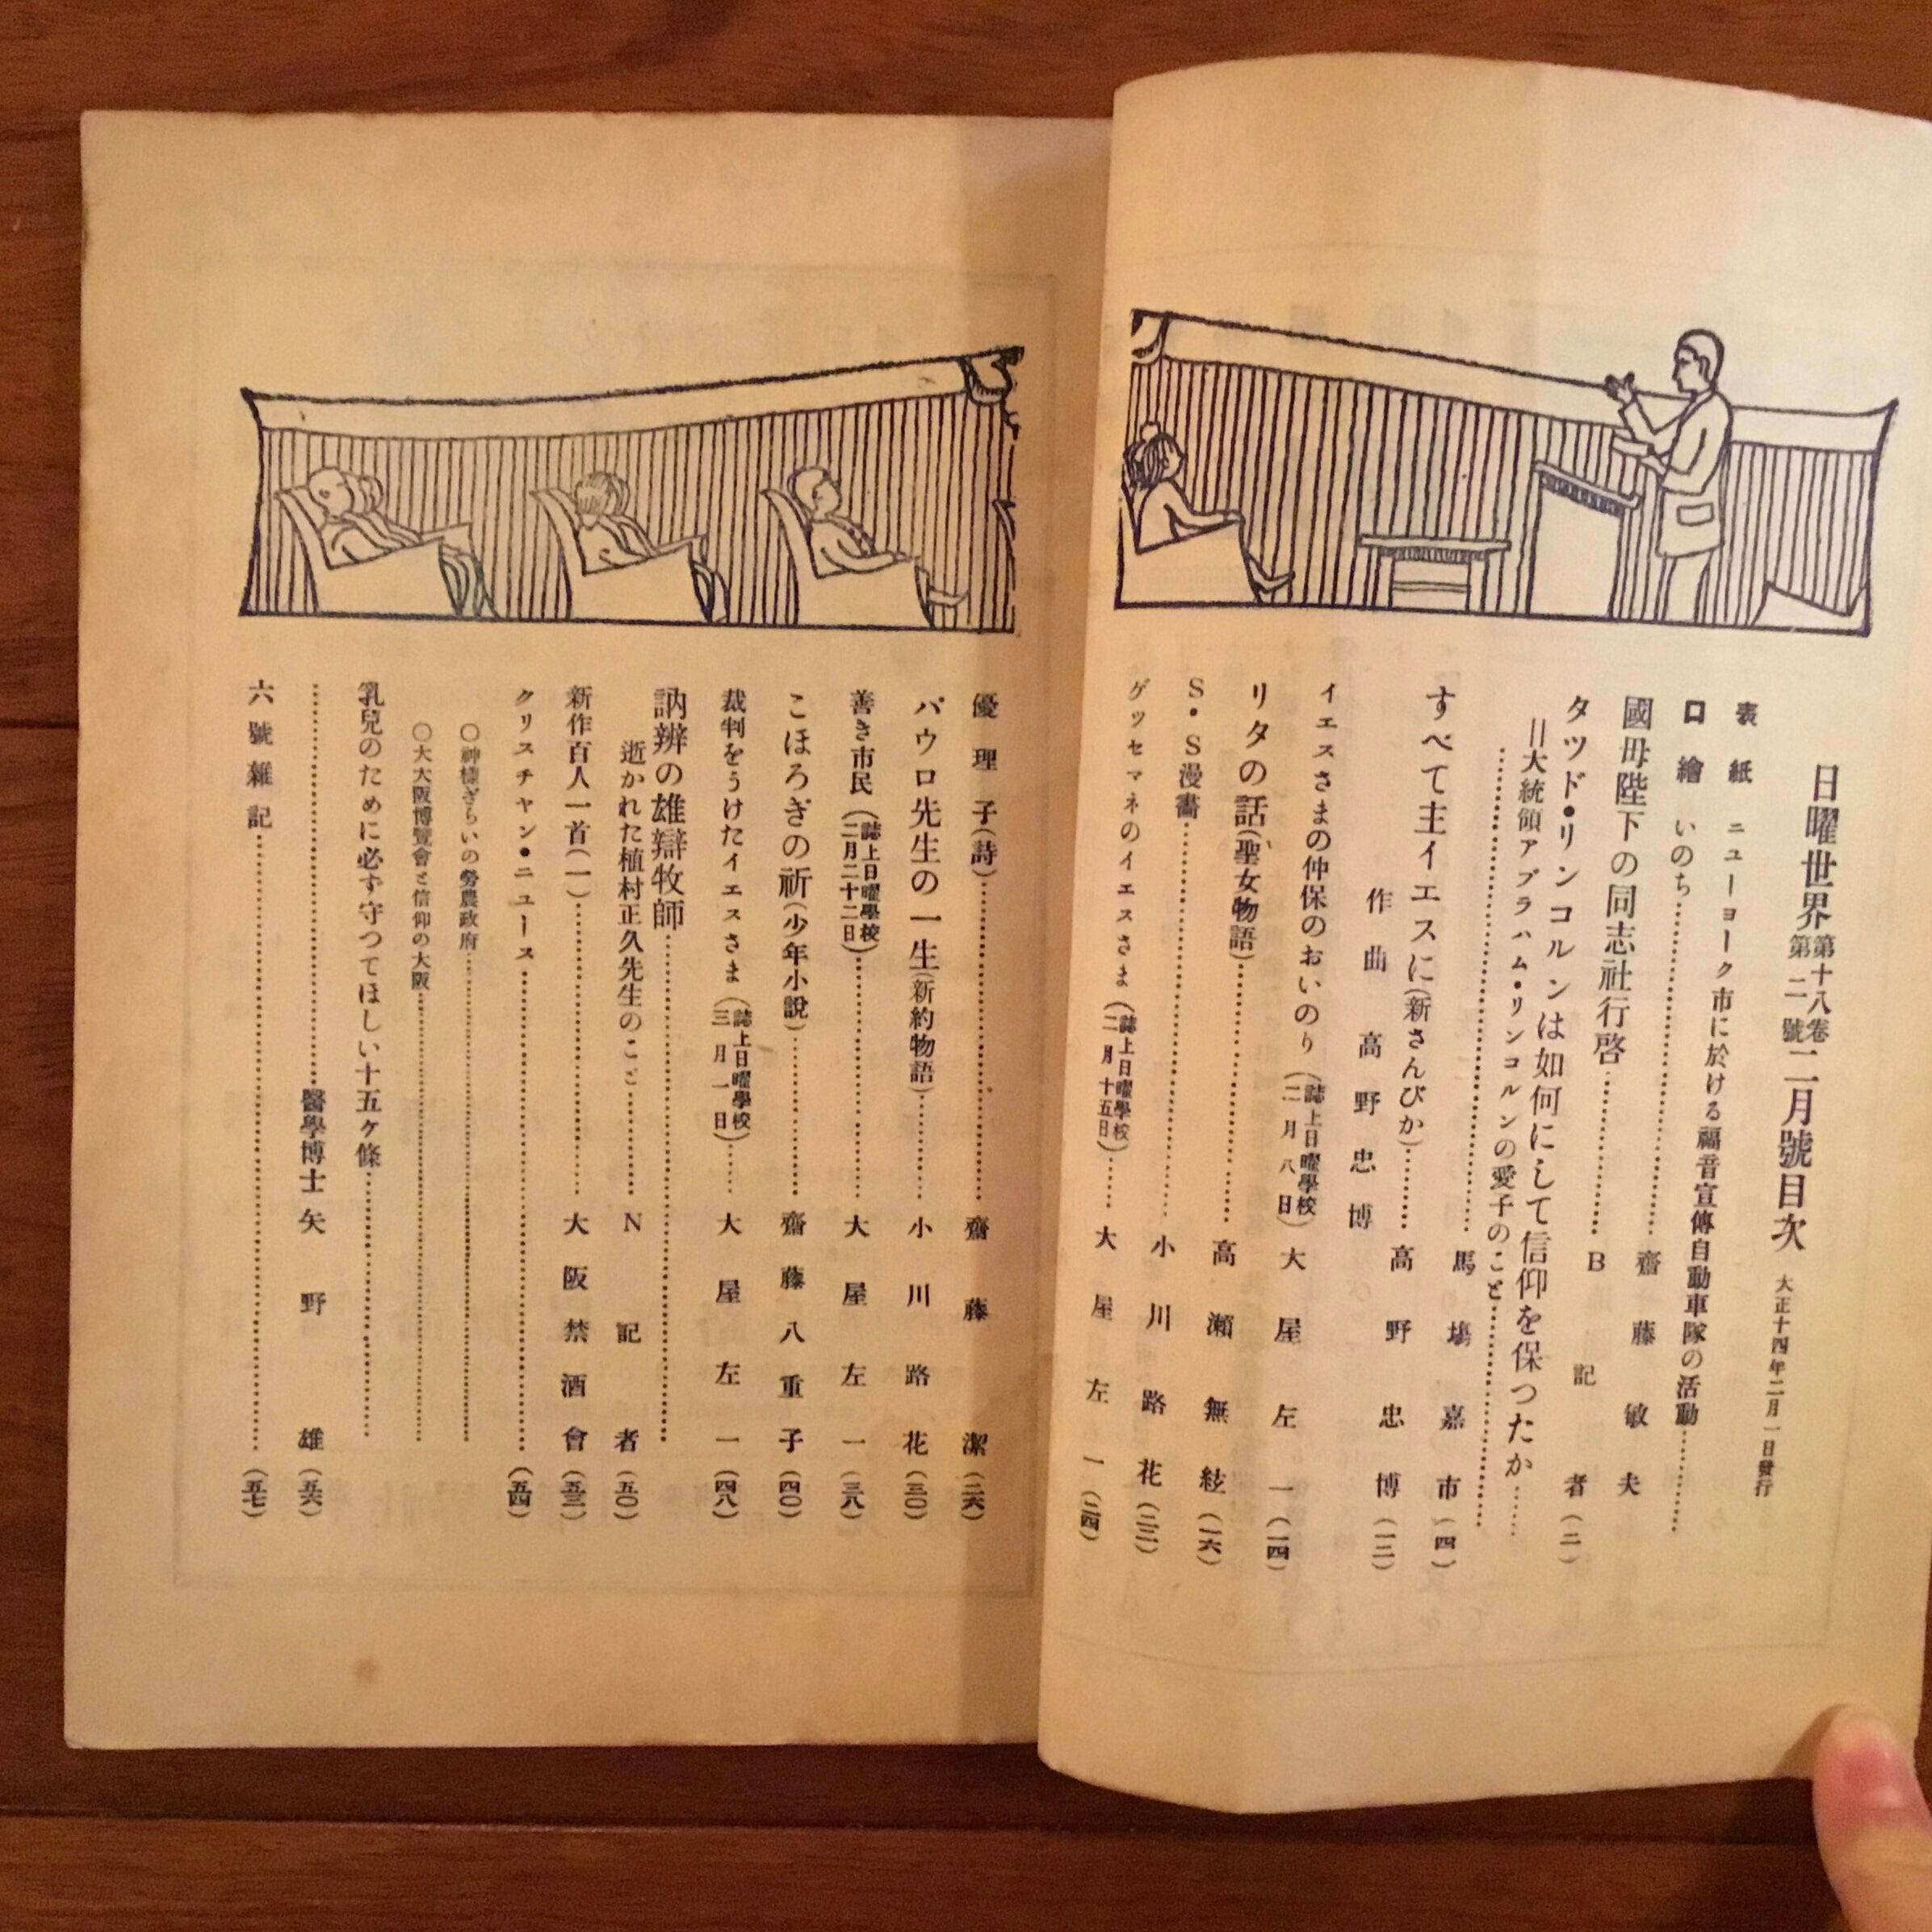 日曜世界 第十八卷 第二號 二月號目次 大正十四年二月一日發行
表紙 ニューヨーク市に於ける福音宣傳自動車隊の活動
口繪 いのち 齋藤敏夫
國母陛下の同志社行啓 B記者(二)
タツド・リンコルンは如何にして信仰を保つたか
＝大統領アブラハム・リンコルンの愛子のこと
馬塲嘉市(四)
すべて主イエスに(新さんびか) 高野忠博(一二)
作曲 高野忠博
イエスさまの仲保のおいのり(誌上日曜學校 二月八日) 大屋左一(一四)
リタの話(聖女物語) 高瀬無絃(一六)
S・S漫畵 小川路花(二二)
ゲツセマネのイエスさま(誌上日曜學校 二月十五日) 大屋左一(二四)
優理子(詩) 齋藤潔(二六)
パウロ先生の一生(新約物語) 小川路花(三〇)
善き市民(誌上日曜學校 二月二十二日) 大屋左一(三八)
こほろぎの祈(少年小說) 齋藤八重子(四〇)
裁判をうけたイエスさま(誌上日曜學校 三月一日) 大屋左一(四八)
訥辨の雄辯牧師
逝かれた植村正久先生のこと N記者(五〇)
新作百人一首(一) 大阪禁酒會(五三)
クリスチャン・ニュース (五四)
〇神樣ぎらいの勞農政府
〇大大阪博覽會と信仰の大阪
乳兒のために必ず守つてほしい十五ケ條
醫學博士 矢野雄(五六)
六號雜記 (五七)